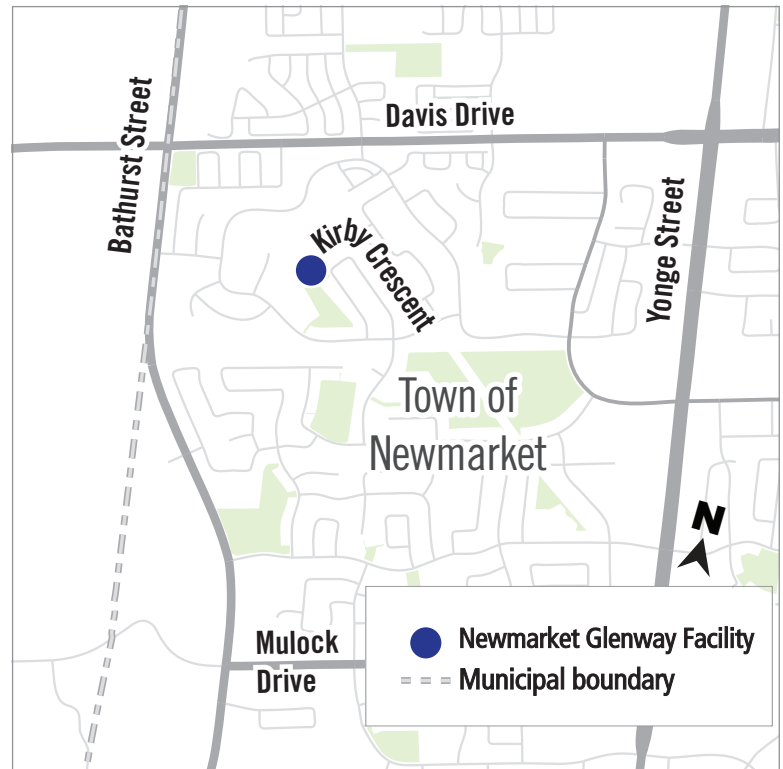 Davis Drive
Bathurst Street
Kirby Crescent
Yonge Street
Town of
Newmarket
N
Mulock
Drive
Newmarket Glenway Facility
Municipal boundary